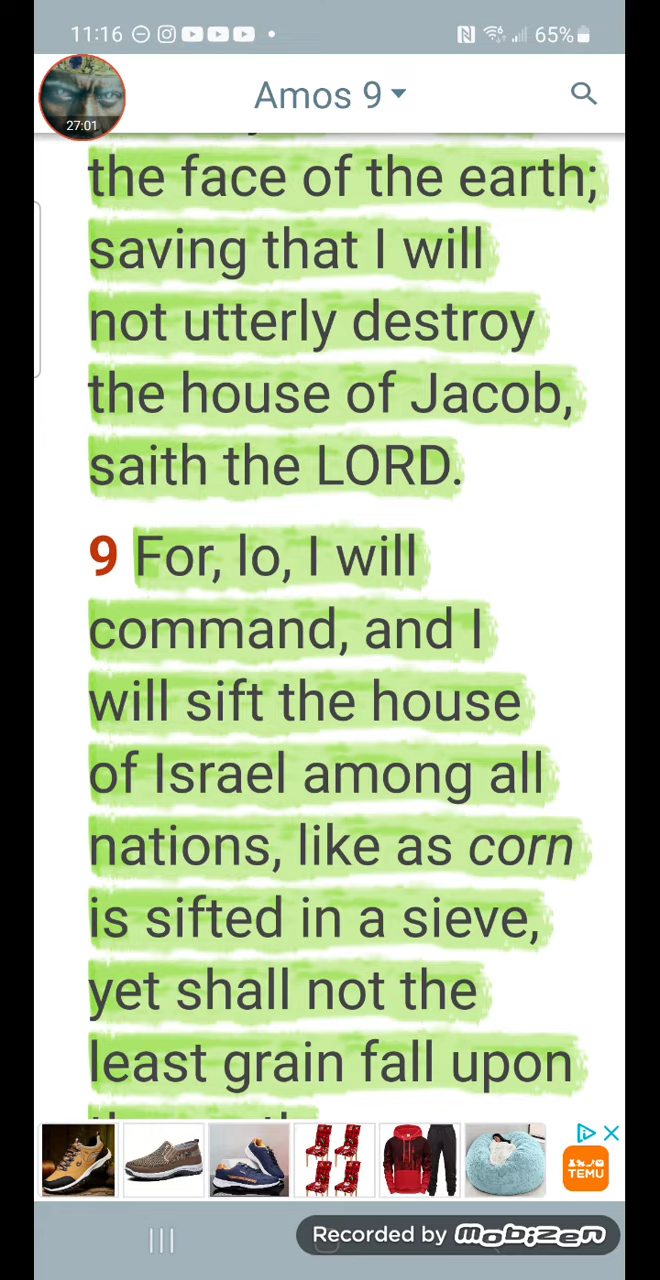 11:16 65%
27:01
Amos 9
the face of the earth;
saving that I will
not utterly destroy
the house of Jacob,
saith the LORD.
9 For, lo, I will
command, and I
will sift the house
of Israel among all
nations, like as corn
is sifted in a sieve,
yet shall not the
least grain fall upon
TEMU
Recorded by mobizen